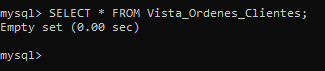 mysql> SELECT * FROM Vista_Ordenes_Clientes;
Empty set (0.00 sec)
mysql>